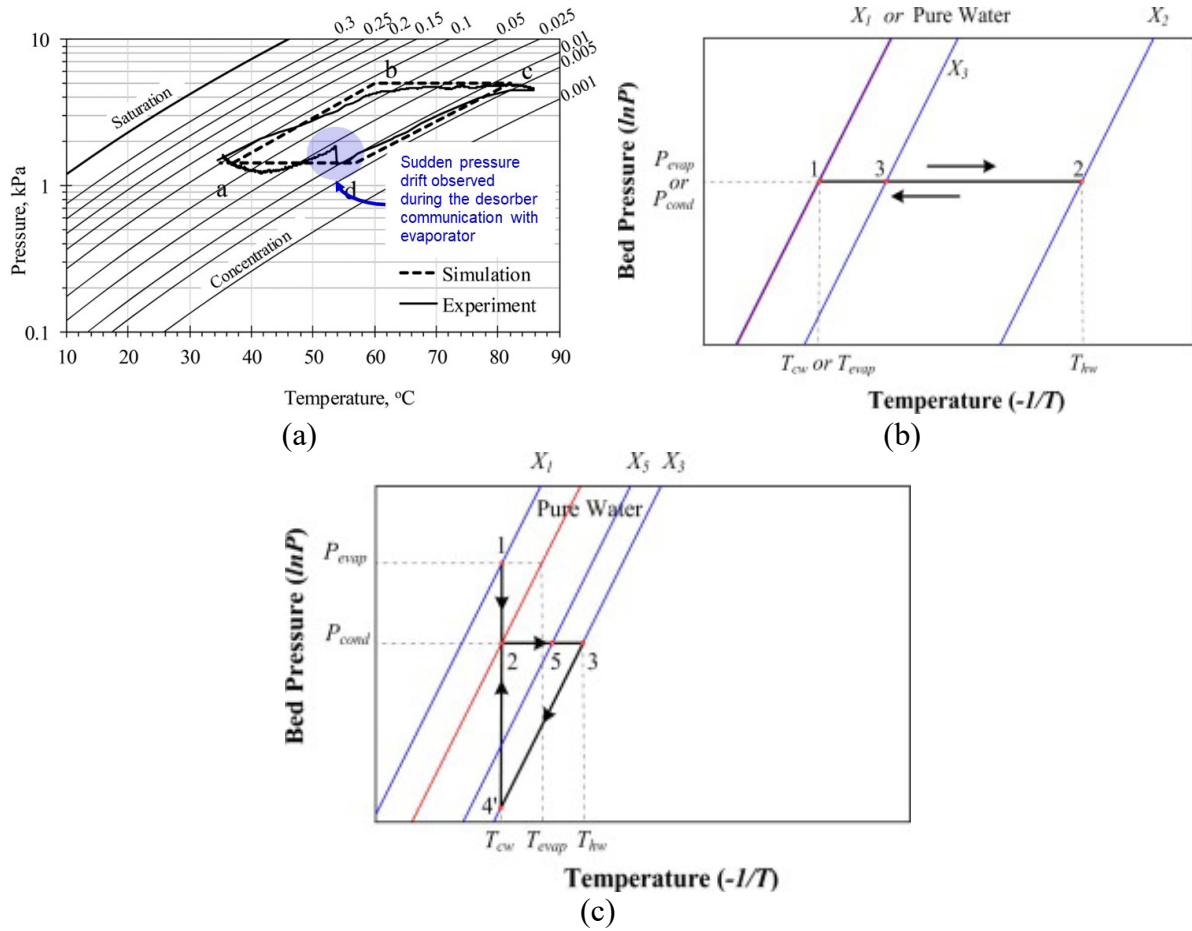 0.3
0.25
0.2
0.15
0.1
0.05
0.025
0.01
0.005
0.001
10
1
0.1
Pressure, kPa
Saturation
b
c
a
d
Sudden pressure
drift observed
during the desorber
communication with
evaporator
Concentration
Simulation
Experiment
10 20 30 40 50 60 70 80 90
Temperature, °C
(a)
X1 or Pure Water
X2
X3
Bed Pressure (lnP)
Pevap
or
Pcond
1
3
2
Tcw or Tevap
Thw
Temperature (-1/T)
(b)
X1
X5
X3
Pure Water
Bed Pressure (lnP)
Pevap
Pcond
1
2
5
3
4'
Tcw
Tevap
Thw
Temperature (-1/T)
(c)